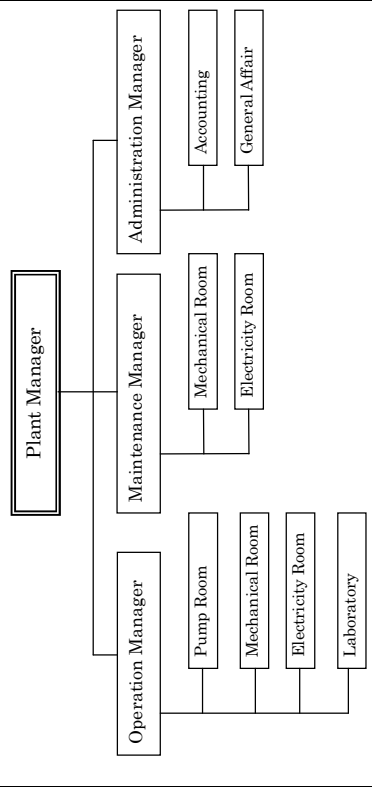 Plant Manager
Operation Manager
Maintenance Manager
Administration Manager
Pump Room
Mechanical Room
Electricity Room
Laboratory
Mechanical Room
Electricity Room
Accounting
General Affair